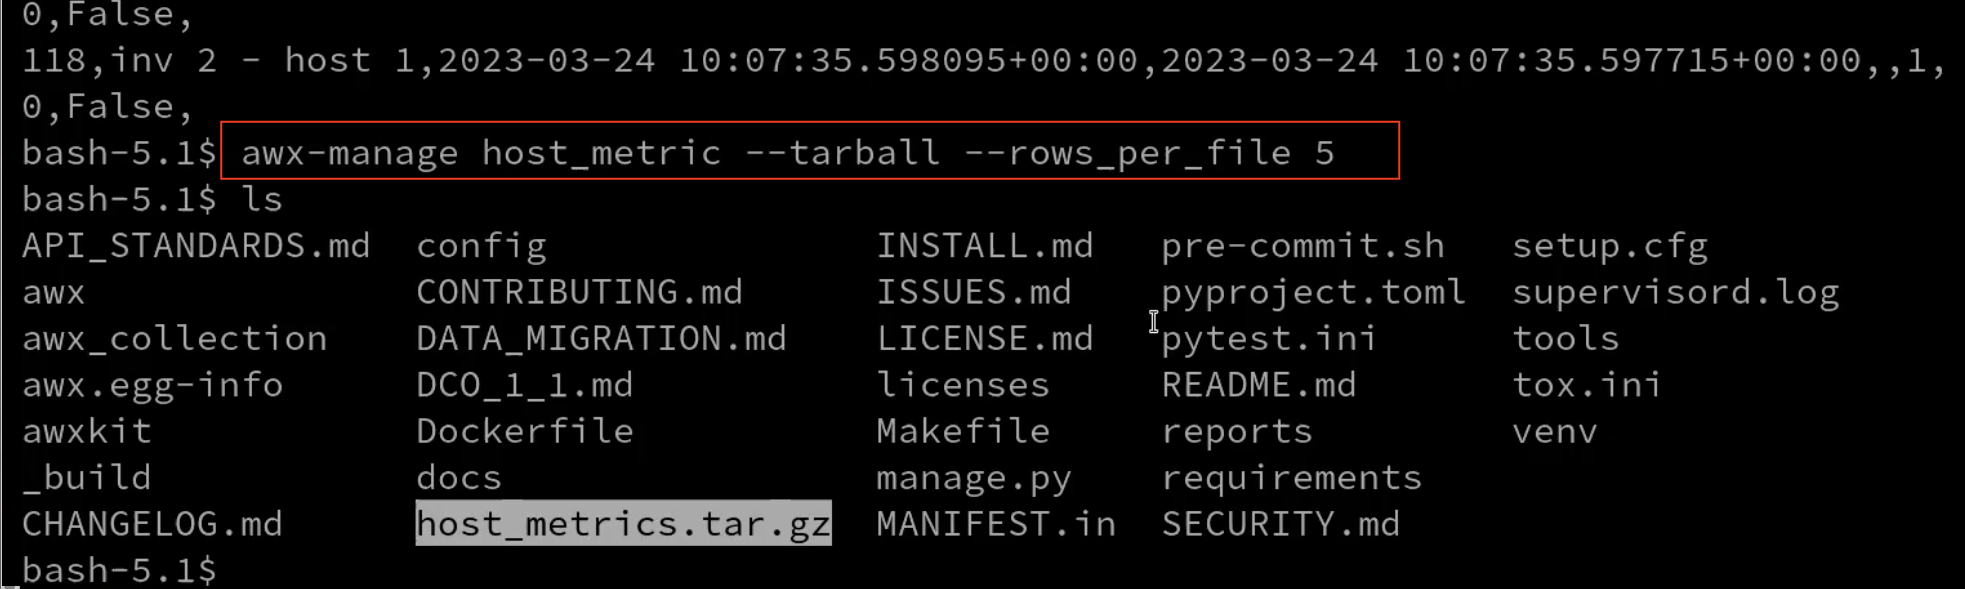 0,False,
118,inv 2 - host 1,2023-03-24 10:07:35.598095+00:00,2023-03-24 10:07:35.597715+00:00,,1,
0,False,
bash-5.1$ awx-manage host_metric --tarball --rows_per_file 5
bash-5.1$ ls
API_STANDARDS.md config INSTALL.md pre-commit.sh setup.cfg
awx CONTRIBUTING.md ISSUES.md pyproject.toml supervisord.log
awx_collection DATA_MIGRATION.md LICENSE.md pytest.ini tools
awx.egg-info DCO_1_1.md licenses README.md tox.ini
awxkit Dockerfile Makefile reports venv
_build docs manage.py requirements
CHANGELOG.md host_metrics.tar.gz MANIFEST.in SECURITY.md
bash-5.1$